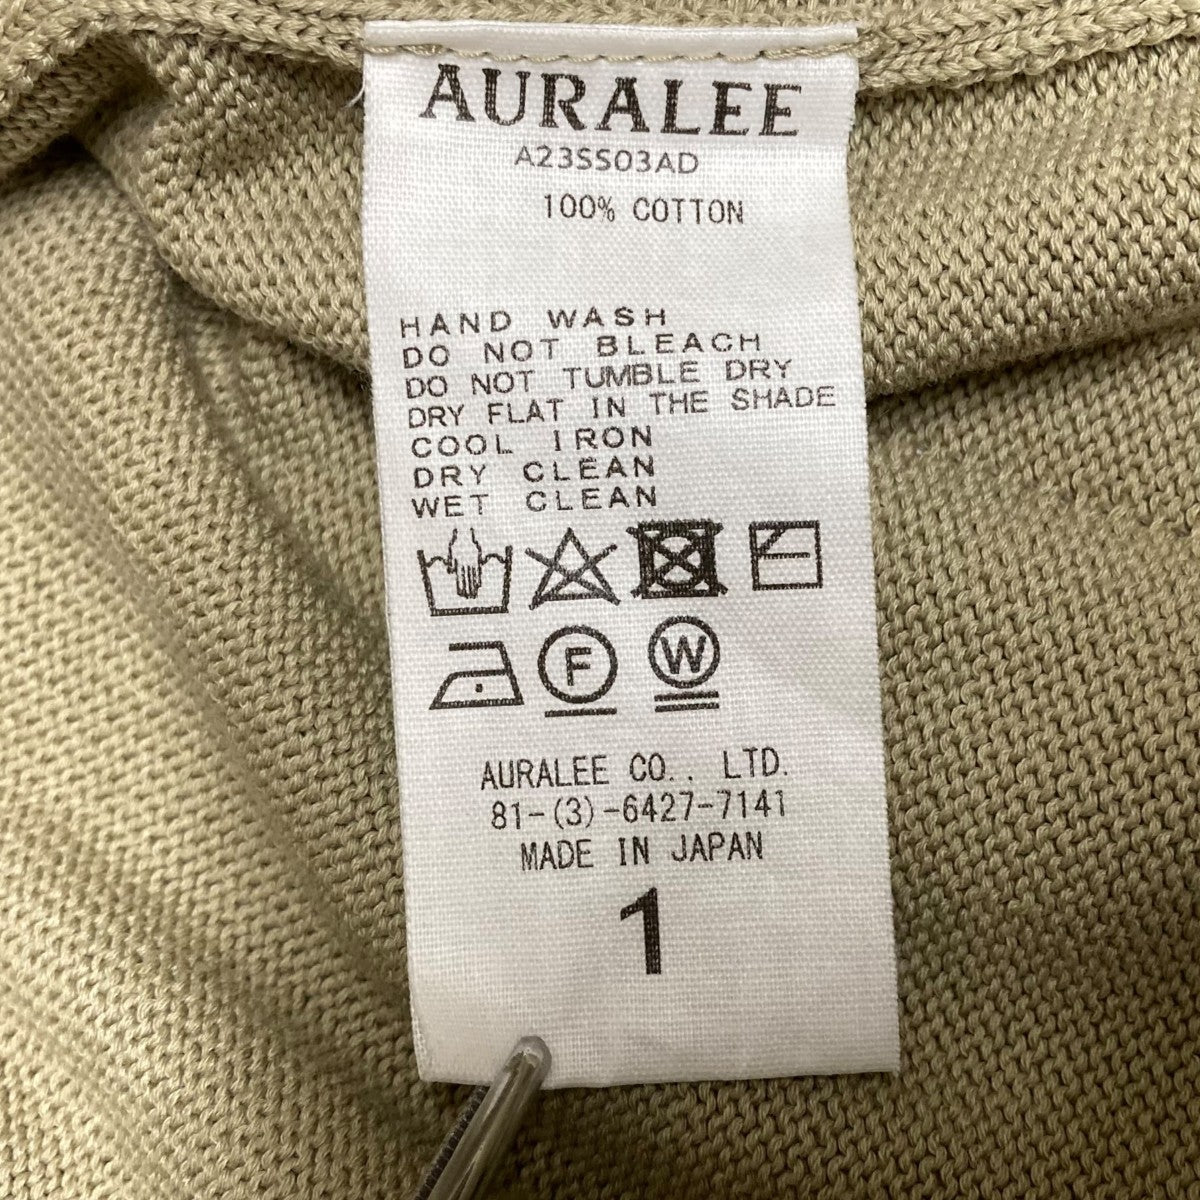 AURALEE
A23SS03AD
100% COTTON
HAND WASH
DO NOT BLEACH
DO NOT TUMBLE DRY
DRY FLAT IN THE SHADE
COOL IRON
DRY CLEAN
WET CLEAN
F W
AURALEE CO., LTD.
81-(3)-6427-7141
MADE IN JAPAN
1